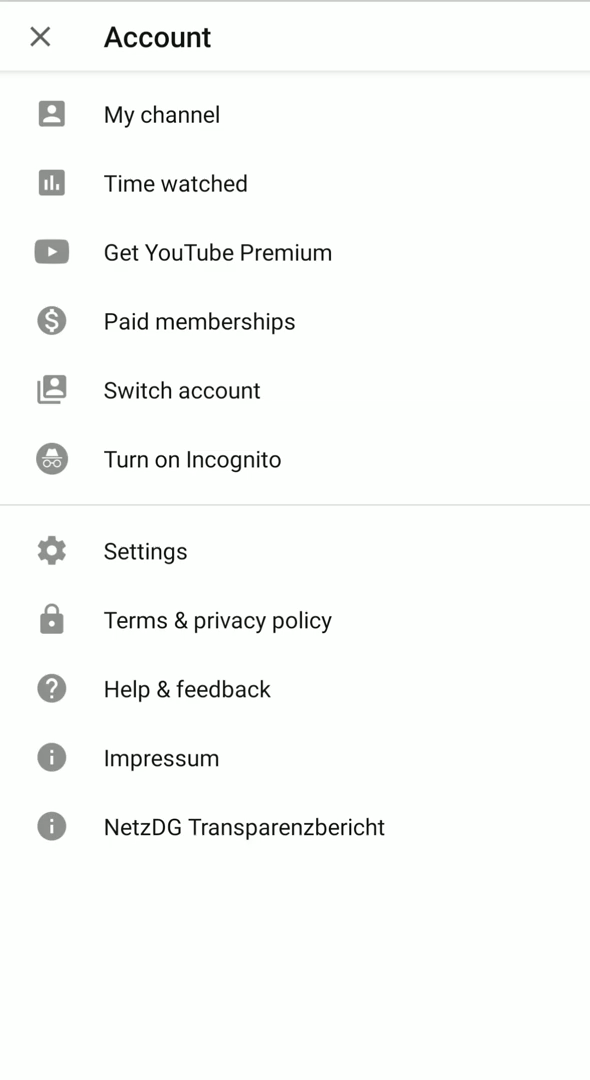 Account
My channel
Time watched
Get YouTube Premium
Paid memberships
Switch account
Turn on Incognito
Settings
Terms & privacy policy
Help & feedback
Impressum
NetzDG Transparenzbericht